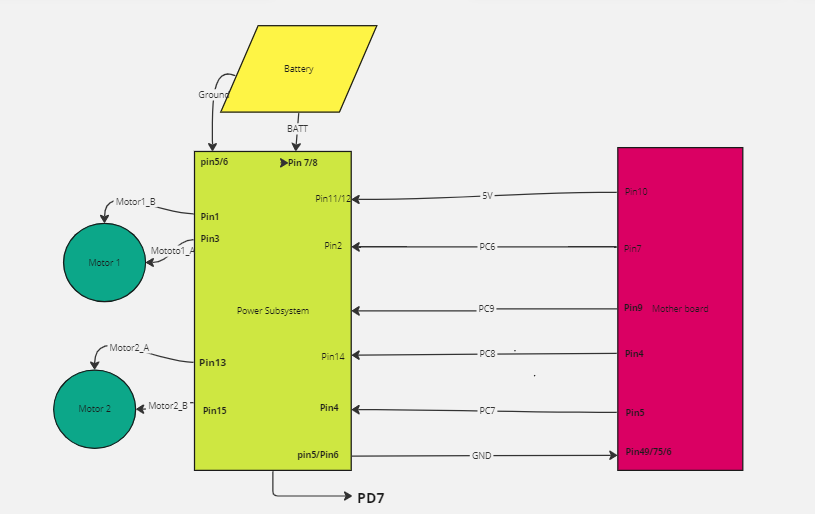 Battery
Ground
BATT
pin5/6
Pin 7/8
Pin11/12
5V
Pin10
Motor1_B
Pin1
Pin3
Mototo1_A
Motor 1
Pin2
PC6
Pin7
Power Subsystem
PC9
Pin9
Mother board
Motor2_A
Pin13
Pin14
PC8
Pin4
Motor 2
Motor2_B
Pin15
Pin4
PC7
Pin5
pin5/Pin6
GND
Pin49/75/6
PD7